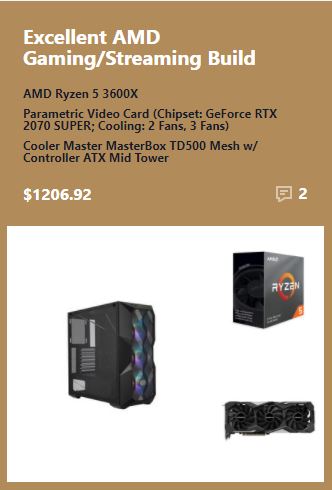 Excellent AMD
Gaming/Streaming Build
AMD Ryzen 5 3600X
Parametric Video Card (Chipset: GeForce RTX
2070 SUPER; Cooling: 2 Fans, 3 Fans)
Cooler Master MasterBox TD500 Mesh w/
Controller ATX Mid Tower
$1206.92
2
AMD
RYZEN
5